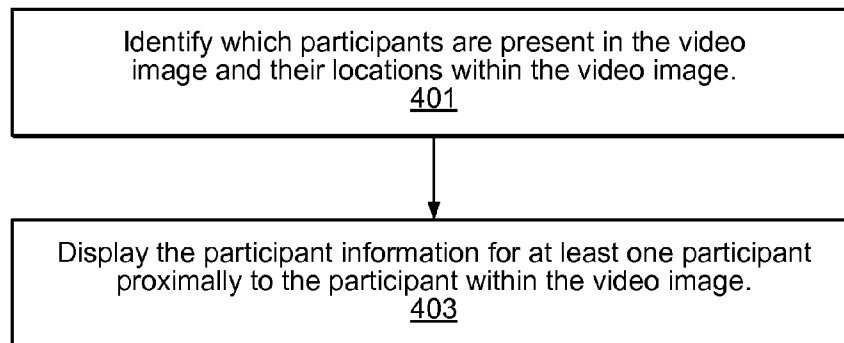 Identify which participants are present in the video
image and their locations within the video image.
401
Display the participant information for at least one participant
proximally to the participant within the video image.
403